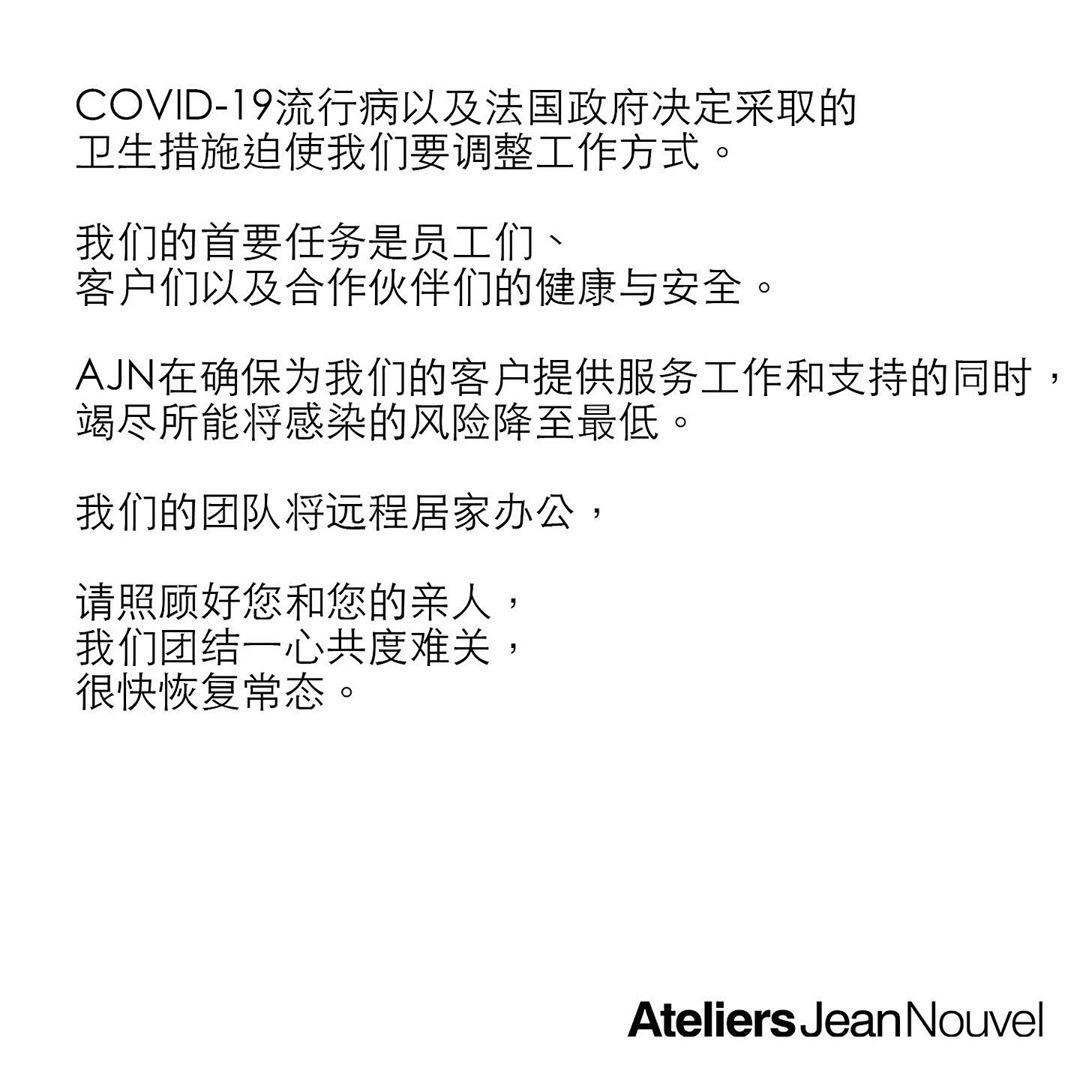 COVID-19流行病以及法国政府决定采取的
卫生措施迫使我们要调整工作方式。
我们的首要任务是员工们、
客户们以及合作伙伴们的健康与安全。
AJN在确保为我们的客户提供服务工作和支持的同时，
竭尽所能将感染的风险降至最低。
我们的团队将远程居家办公，
请照顾好您和您的亲人，
我们团结一心共度难关，
很快恢复常态。
Ateliers Jean Nouvel